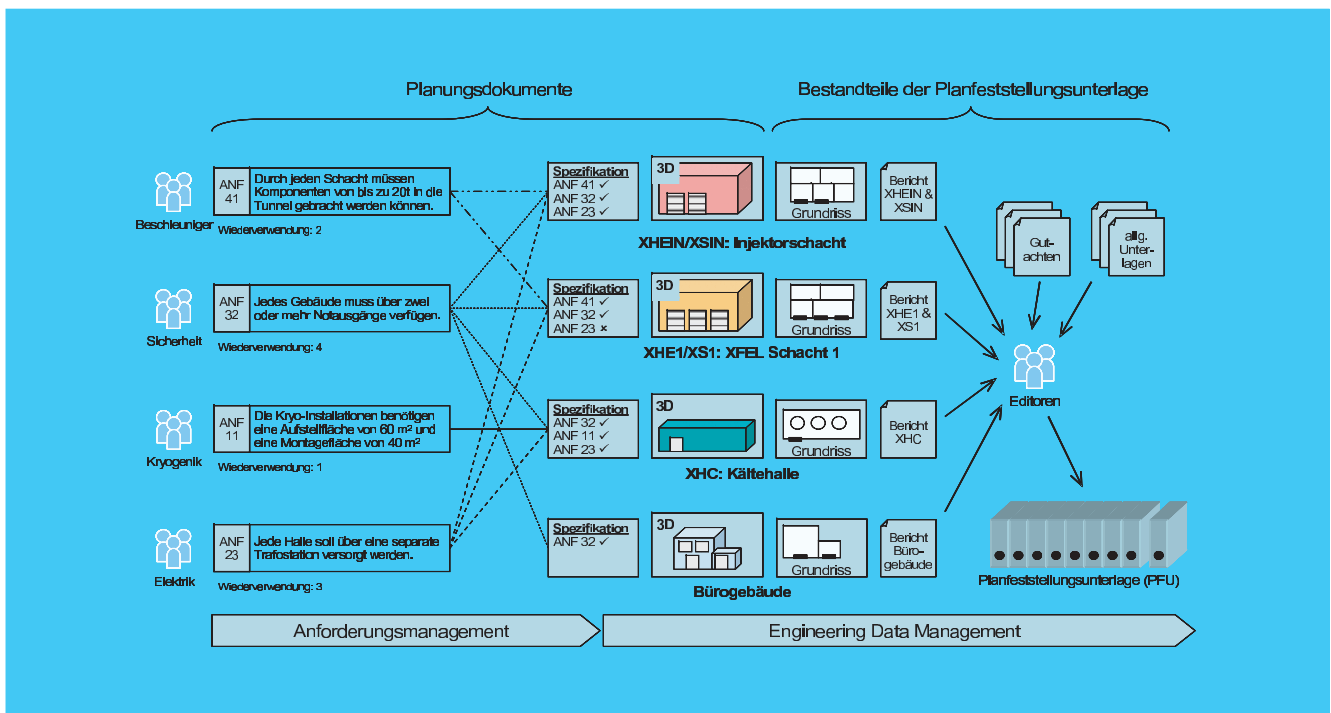 Planungsdokumente
Bestandteile der Planfeststellungsunterlage
Beschleuniger
ANF
41
Durch jeden Schacht müssen
Komponenten von bis zu 20t in die
Tunnel gebracht werden können.
Wiederverwendung: 2
Spezifikation
ANF 41 ✓
ANF 32 ✓
ANF 23 ✓
3D
Grundriss
Bericht
XHEIN &
XSIN
XHEIN/XSIN: Injektorschacht
Gut-
achten
allg.
Unter-
lagen
Sicherheit
ANF
32
Jedes Gebäude muss über zwei
oder mehr Notausgänge verfügen.
Wiederverwendung: 4
Spezifikation
ANF 41 ✓
ANF 32 ✓
ANF 23 ×
3D
Grundriss
Bericht
XHE1 &
XS1
XHE1/XS1: XFEL Schacht 1
Editoren
Kryogenik
ANF
11
Die Kryo-Installationen benötigen
eine Aufstellfläche von 60 m² und
eine Montagefläche von 40 m²
Wiederverwendung: 1
Spezifikation
ANF 32 ✓
ANF 11 ✓
ANF 23 ✓
3D
Grundriss
Bericht
XHC
XHC: Kältehalle
Elektrik
ANF
23
Jede Halle soll über eine separate
Trafostation versorgt werden.
Wiederverwendung: 3
Spezifikation
ANF 32 ✓
3D
Grundriss
Bericht
Büro-
gebäude
Bürogebäude
Planfeststellungsunterlage (PFU)
Anforderungsmanagement
Engineering Data Management